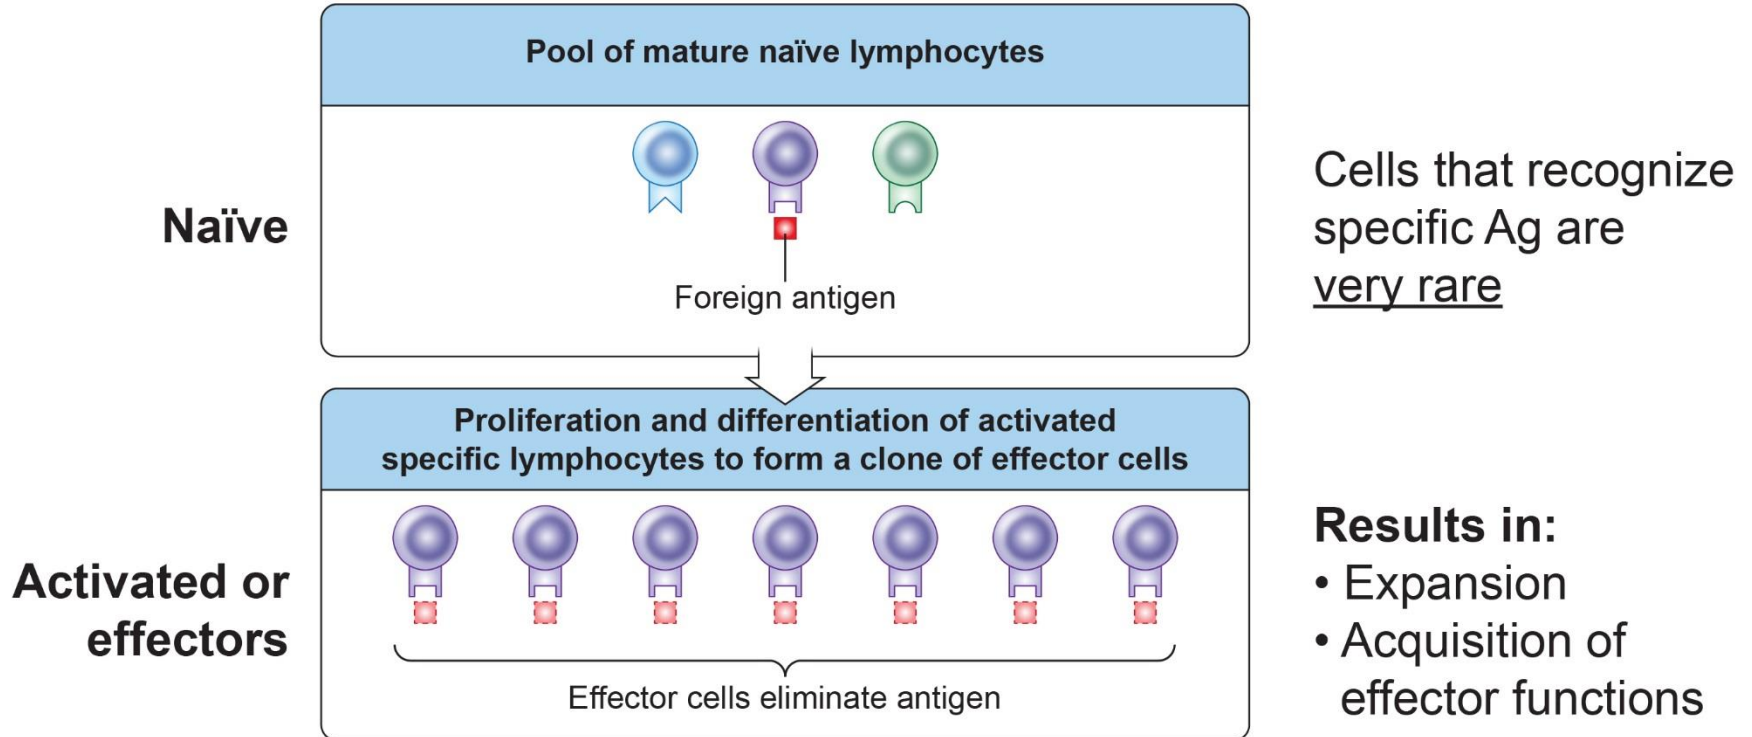 Pool of mature naïve lymphocytes
Naïve
Foreign antigen
Cells that recognize
specific Ag are
very rare
Proliferation and differentiation of activated
specific lymphocytes to form a clone of effector cells
Activated or
effectors
Effector cells eliminate antigen
Results in:
• Expansion
• Acquisition of
effector functions